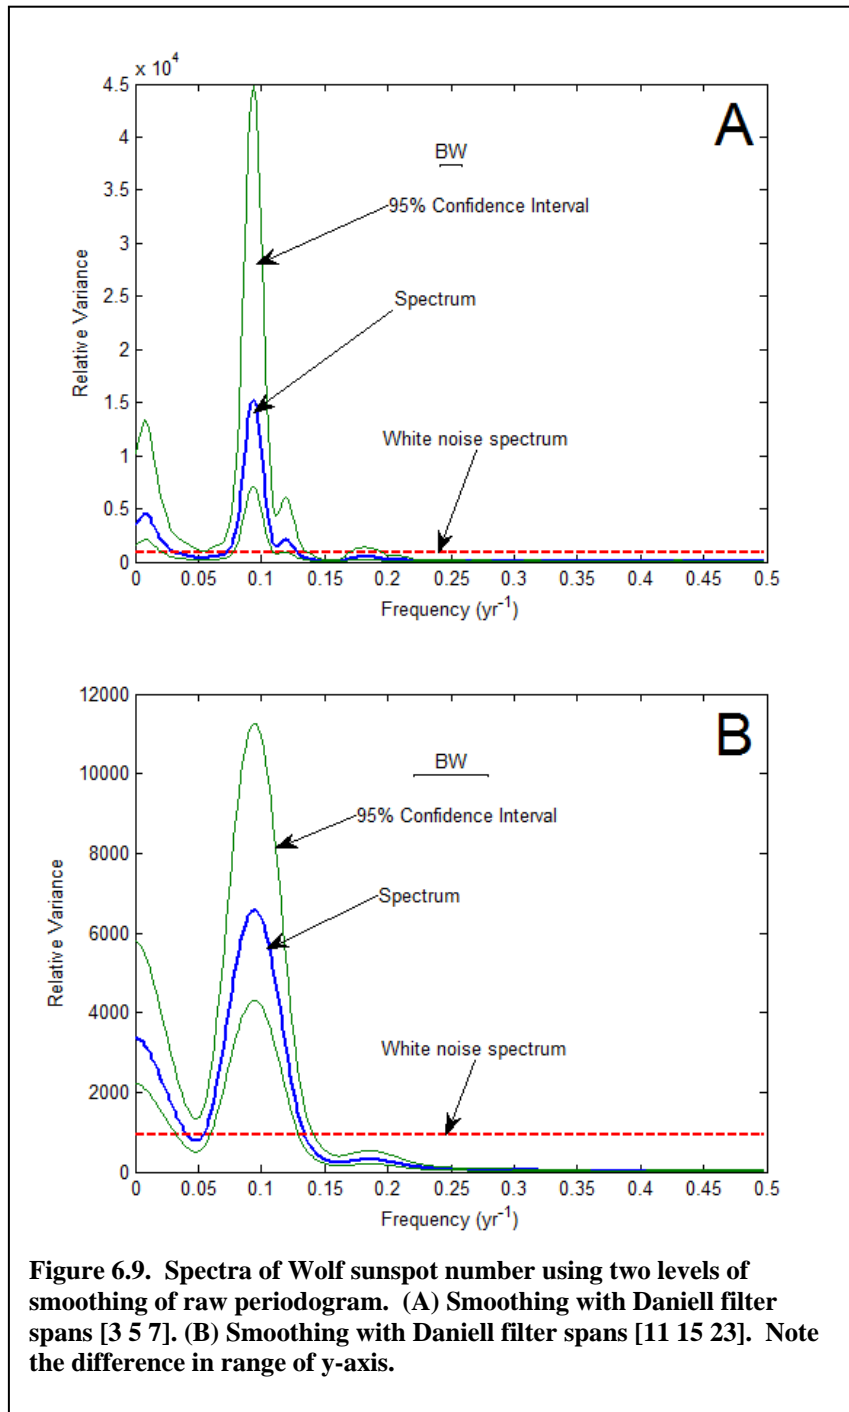 x 10⁴
4.5
4
3.5
3
2.5
2
1.5
1
0.5
0
Relative Variance
A
BW
95% Confidence Interval
Spectrum
White noise spectrum
0 0.05 0.1 0.15 0.2 0.25 0.3 0.35 0.4 0.45 0.5
Frequency (yr⁻¹)
12000
10000
8000
6000
4000
2000
0
Relative Variance
B
BW
95% Confidence Interval
Spectrum
White noise spectrum
0 0.05 0.1 0.15 0.2 0.25 0.3 0.35 0.4 0.45 0.5
Frequency (yr⁻¹)
Figure 6.9. Spectra of Wolf sunspot number using two levels of
smoothing of raw periodogram. (A) Smoothing with Daniell filter
spans [3 5 7]. (B) Smoothing with Daniell filter spans [11 15 23]. Note
the difference in range of y-axis.